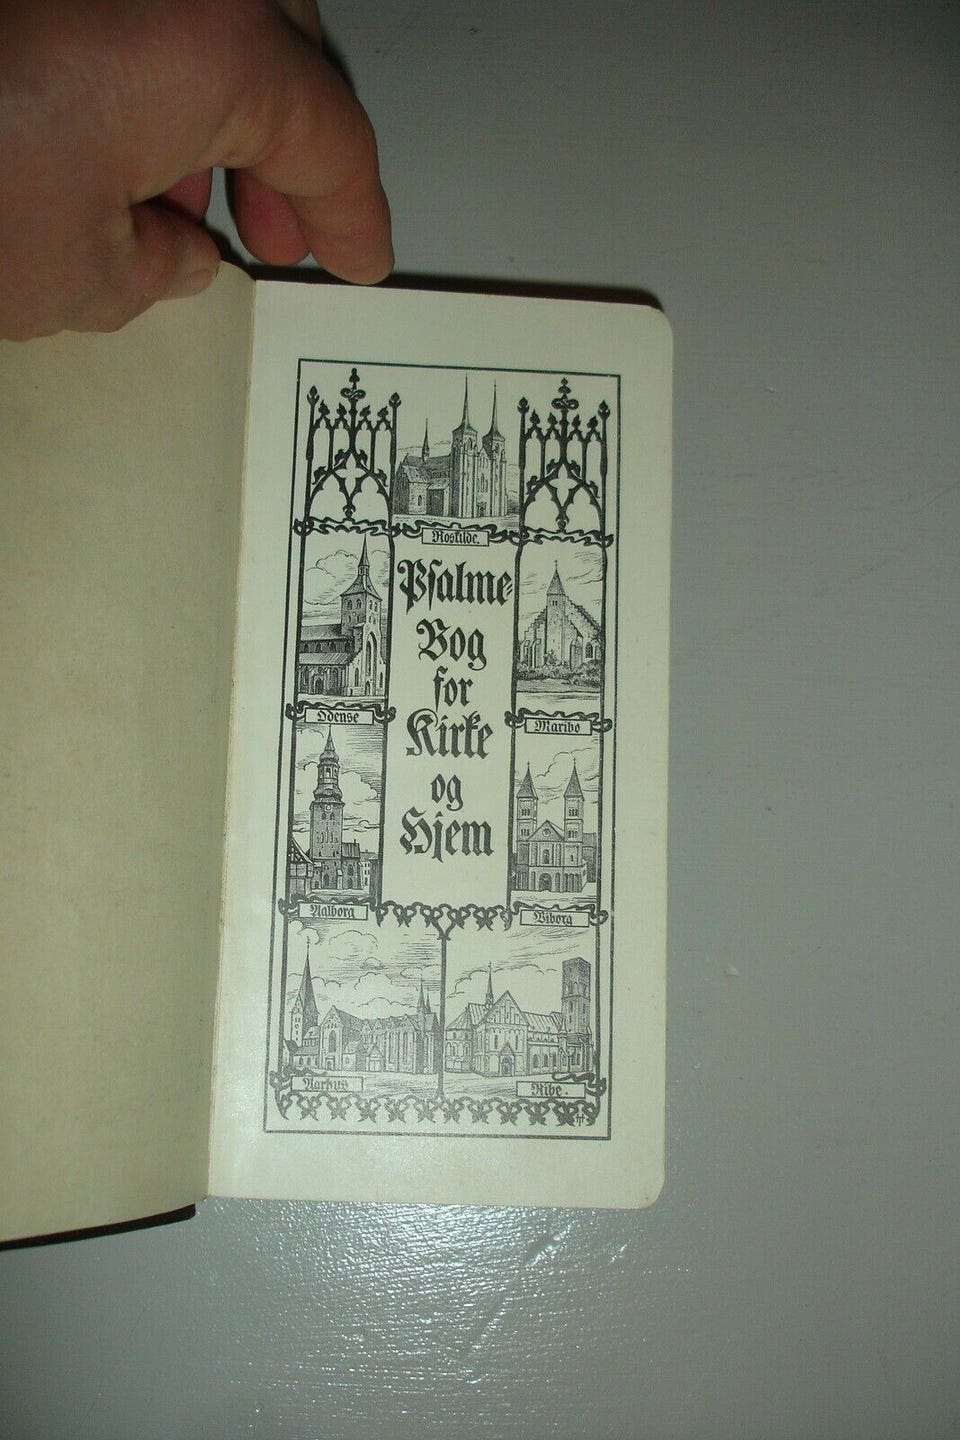 Roskilde.
Psalme-
Bog
for
Kirke
og
Hjem
Odense
Maribo
Aalborg
Viborg
Aarhus
Ribe.